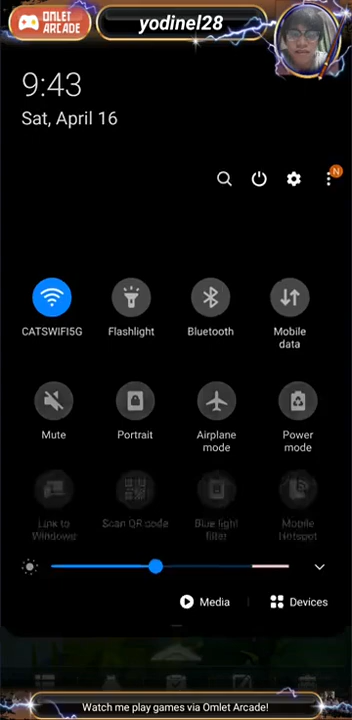 OMLET
ARCADE
yodinel28
9:43
Sat, April 16
N
CATSWIFI5G
Flashlight
Bluetooth
Mobile
data
Mute
Portrait
Airplane
mode
Power
mode
Link to
Windows
Scan QR code
Blue light
filter
Mobile
Hotspot
Media
Devices
Watch me play games via Omlet Arcade!